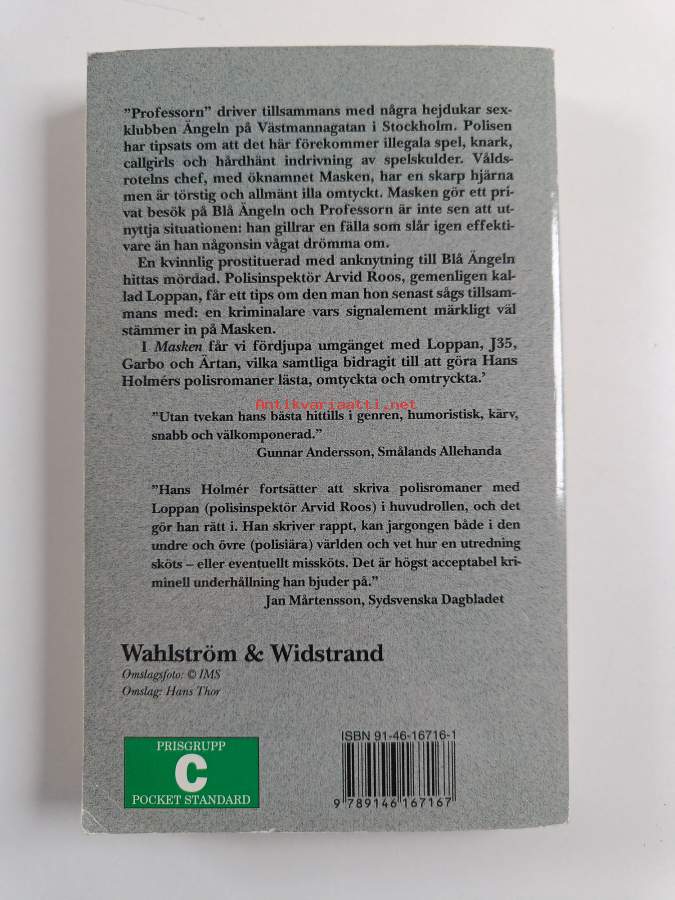 "Professorn" driver tillsammans med några hejdukar sex-
klubben Ängeln på Västmannagatan i Stockholm. Polisen
har tipsats om att det här förekommer illegala spel, knark,
callgirls och hårdhänt indrivning av spelskulder. Vålds-
rotelns chef, med öknamnet Masken, har en skarp hjärna
men är törstig och allmänt illa omtyckt. Masken gör ett pri-
vat besök på Blå Ängeln och Professorn är inte sen att ut-
nyttja situationen: han gillrar en fälla som slår igen effekti-
vare än han någonsin vågat drömma om.
En kvinnlig prostituerad med anknytning till Blå Ängeln
hittas mördad. Polisinspektör Arvid Roos, gemenligen kal-
lad Loppan, får ett tips om den man hon senast sågs tillsam-
mans med: en kriminalare vars signalement märkligt väl
stämmer in på Masken.
I Masken får vi fördjupa umgänget med Loppan, J35,
Garbo och Ärtan, vilka samtliga bidragit till att göra Hans
Holmérs polisromaner lästa, omtyckta och omtryckta.'
Antikvariaatti.net
"Utan tvekan hans bästa hittills i genren, humoristisk, kärv,
snabb och välkomponerad."
Gunnar Andersson, Smålands Allehanda
"Hans Holmér fortsätter att skriva polisromaner med
Loppan (polisinspektör Arvid Roos) i huvudrollen, och det
gör han rätt i. Han skriver rappt, kan jargongen både i den
undre och övre (polisiära) världen och vet hur en utredning
sköts – eller eventuellt missköts. Det är högst acceptabel kri-
minell underhållning han bjuder på."
Jan Mårtensson, Sydsvenska Dagbladet
Wahlström & Widstrand
Omslagsfoto: © IMS
Omslag: Hans Thor
ISBN 91-46-16716-1
PRISGRUPP
C
POCKET STANDARD
9 789146 167167